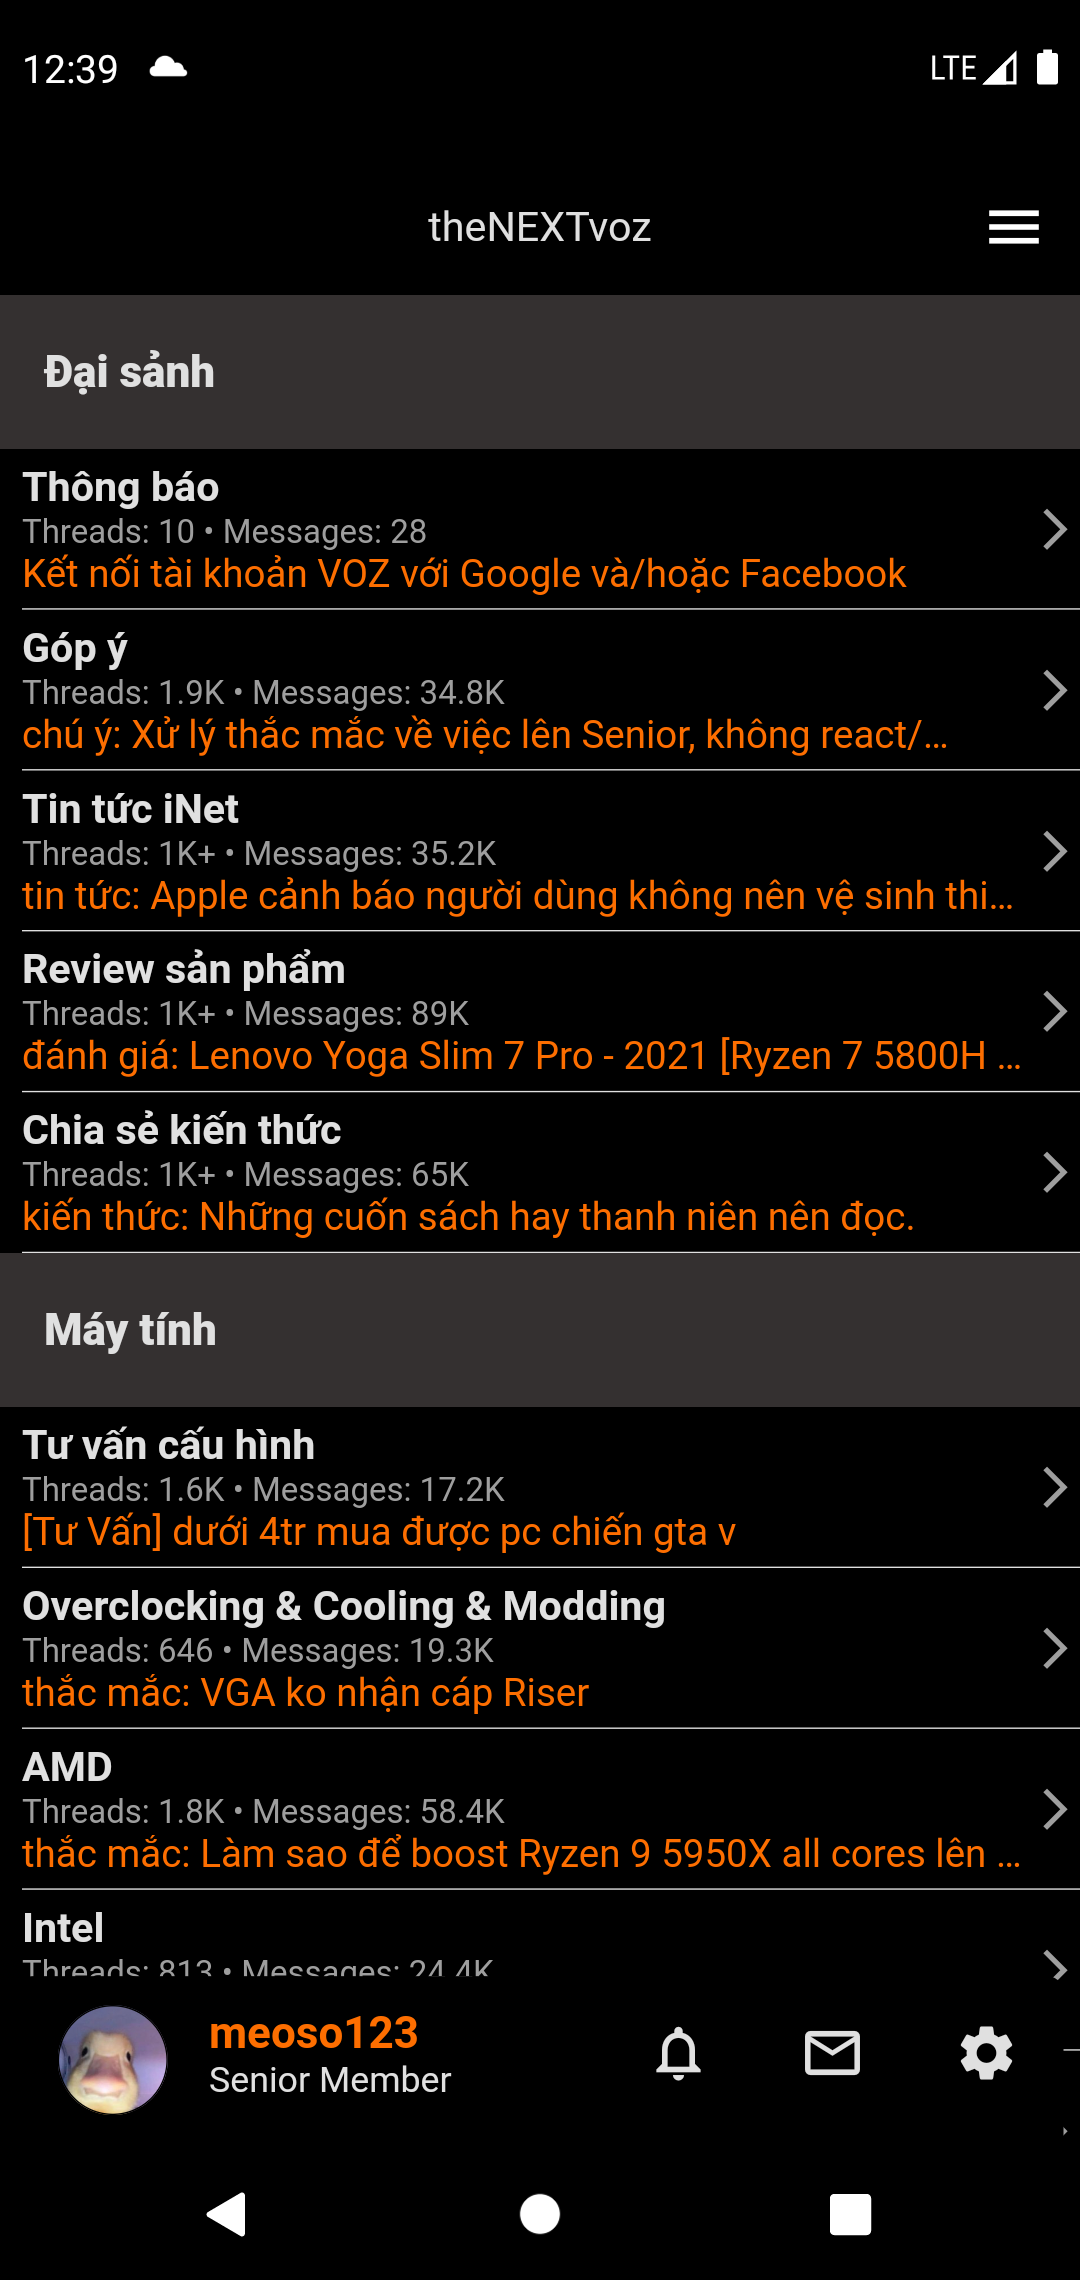 12:39
LTE
theNEXTvoz
Đại sảnh
Thông báo
Threads: 10 • Messages: 28
Kết nối tài khoản VOZ với Google và/hoặc Facebook
Góp ý
Threads: 1.9K • Messages: 34.8K
chú ý: Xử lý thắc mắc về việc lên Senior, không react/...
Tin tức iNet
Threads: 1K+ • Messages: 35.2K
tin tức: Apple cảnh báo người dùng không nên vệ sinh thi...
Review sản phẩm
Threads: 1K+ • Messages: 89K
đánh giá: Lenovo Yoga Slim 7 Pro - 2021 [Ryzen 7 5800H ...
Chia sẻ kiến thức
Threads: 1K+ • Messages: 65K
kiến thức: Những cuốn sách hay thanh niên nên đọc.
Máy tính
Tư vấn cấu hình
Threads: 1.6K • Messages: 17.2K
[Tư Vấn] dưới 4tr mua được pc chiến gta v
Overclocking & Cooling & Modding
Threads: 646 • Messages: 19.3K
thắc mắc: VGA ko nhận cáp Riser
AMD
Threads: 1.8K • Messages: 58.4K
thắc mắc: Làm sao để boost Ryzen 9 5950X all cores lên ...
Intel
Threads: 813 • Messages: 24.4K
meoso123
Senior Member